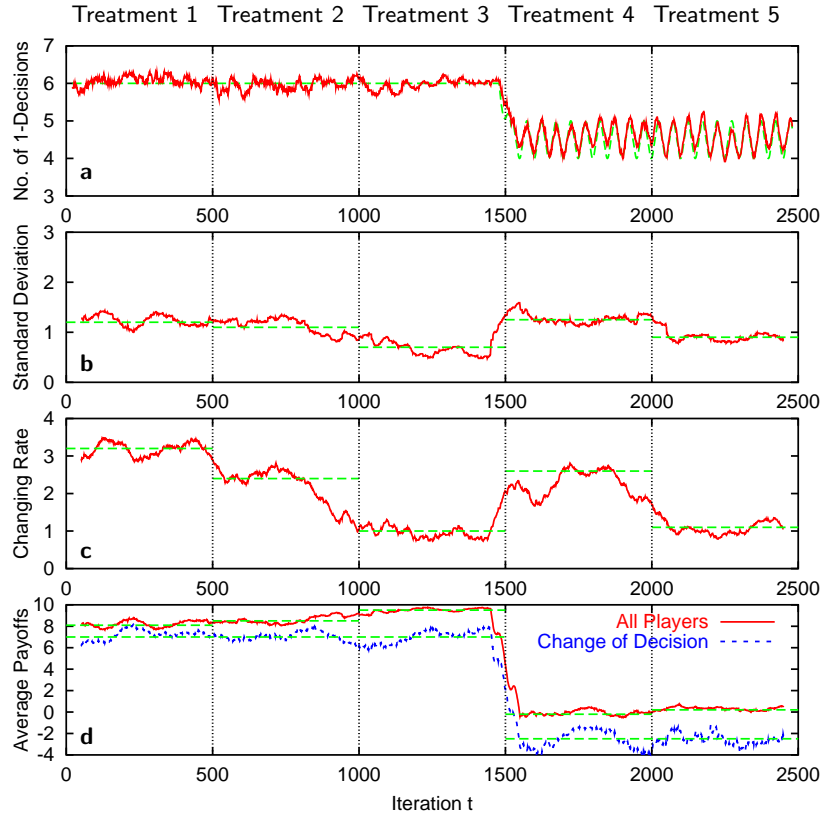 Treatment 1 Treatment 2 Treatment 3 Treatment 4 Treatment 5
No. of 1-Decisions
7
6
5
4
3
a
0 500 1000 1500 2000 2500
Standard Deviation
3
2
1
0
b
0 500 1000 1500 2000 2500
Changing Rate
4
3
2
1
0
c
0 500 1000 1500 2000 2500
Average Payoffs
10
8
6
4
2
0
-2
-4
d
All Players
Change of Decision
0 500 1000 1500 2000 2500
Iteration t